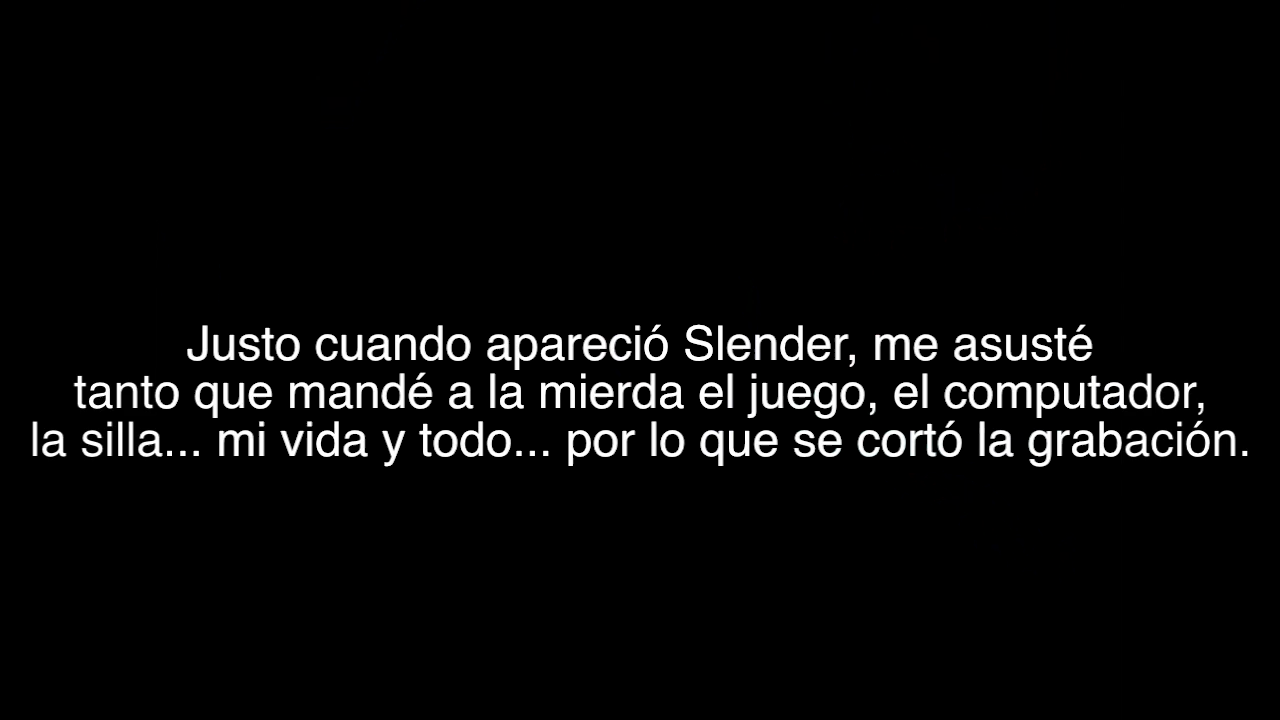 Justo cuando apareció Slender, me asusté
tanto que mandé a la mierda el juego, el computador,
la silla... mi vida y todo... por lo que se cortó la grabación.